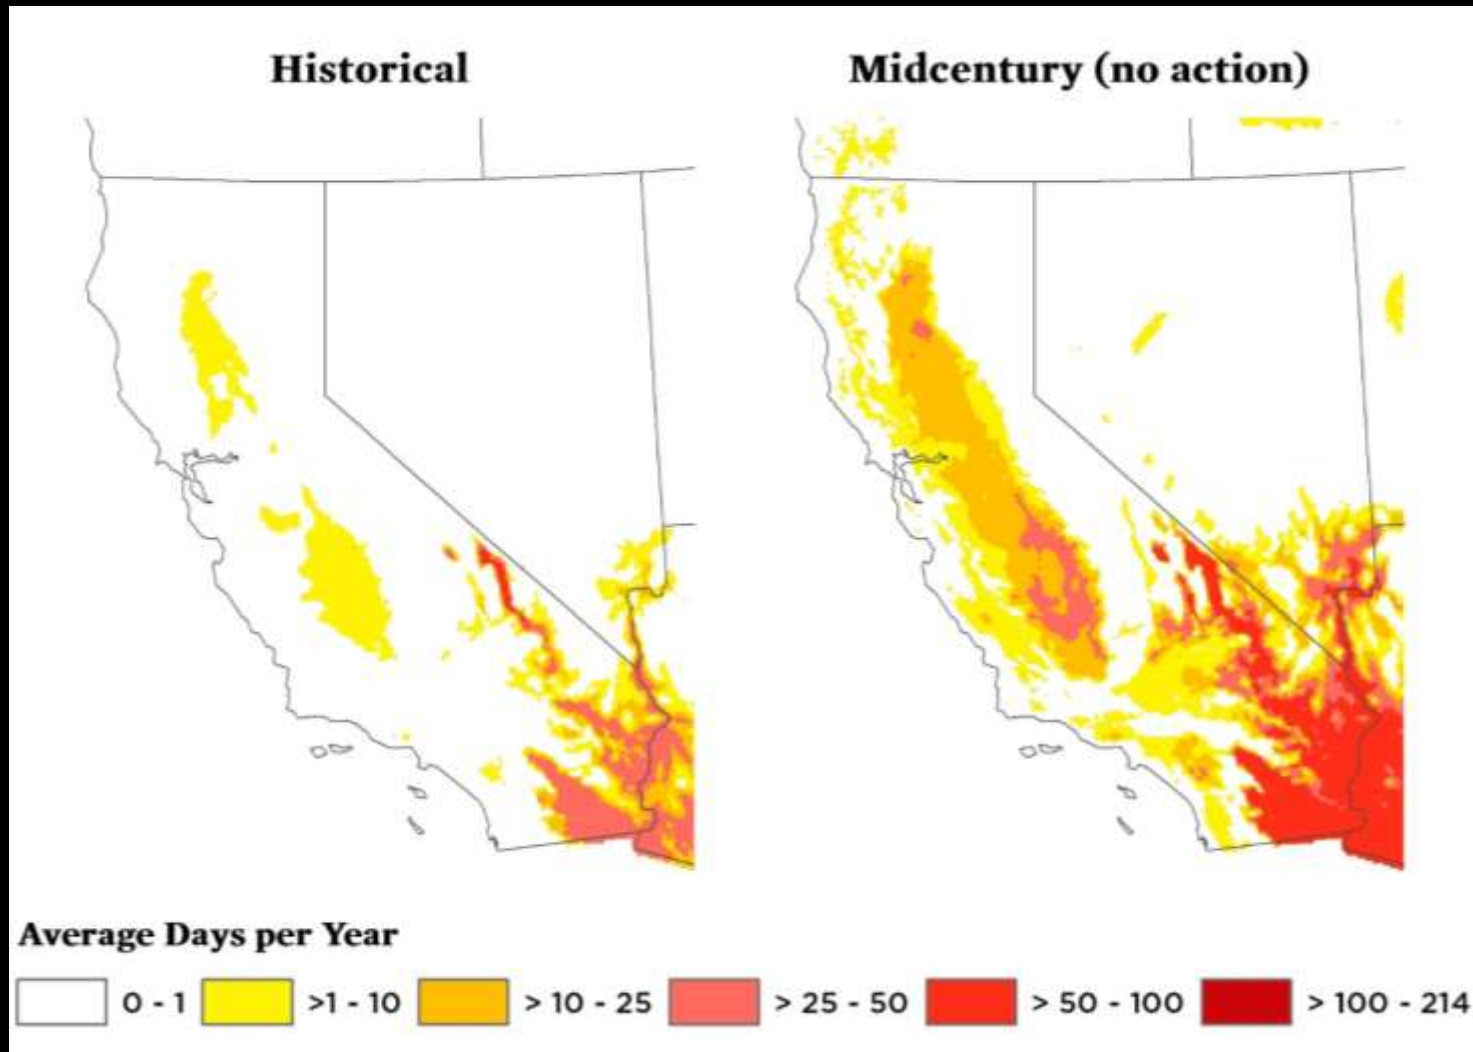 Historical
Midcentury (no action)
Average Days per Year
0 - 1
>1 - 10
> 10 - 25
> 25 - 50
> 50 - 100
> 100 - 214